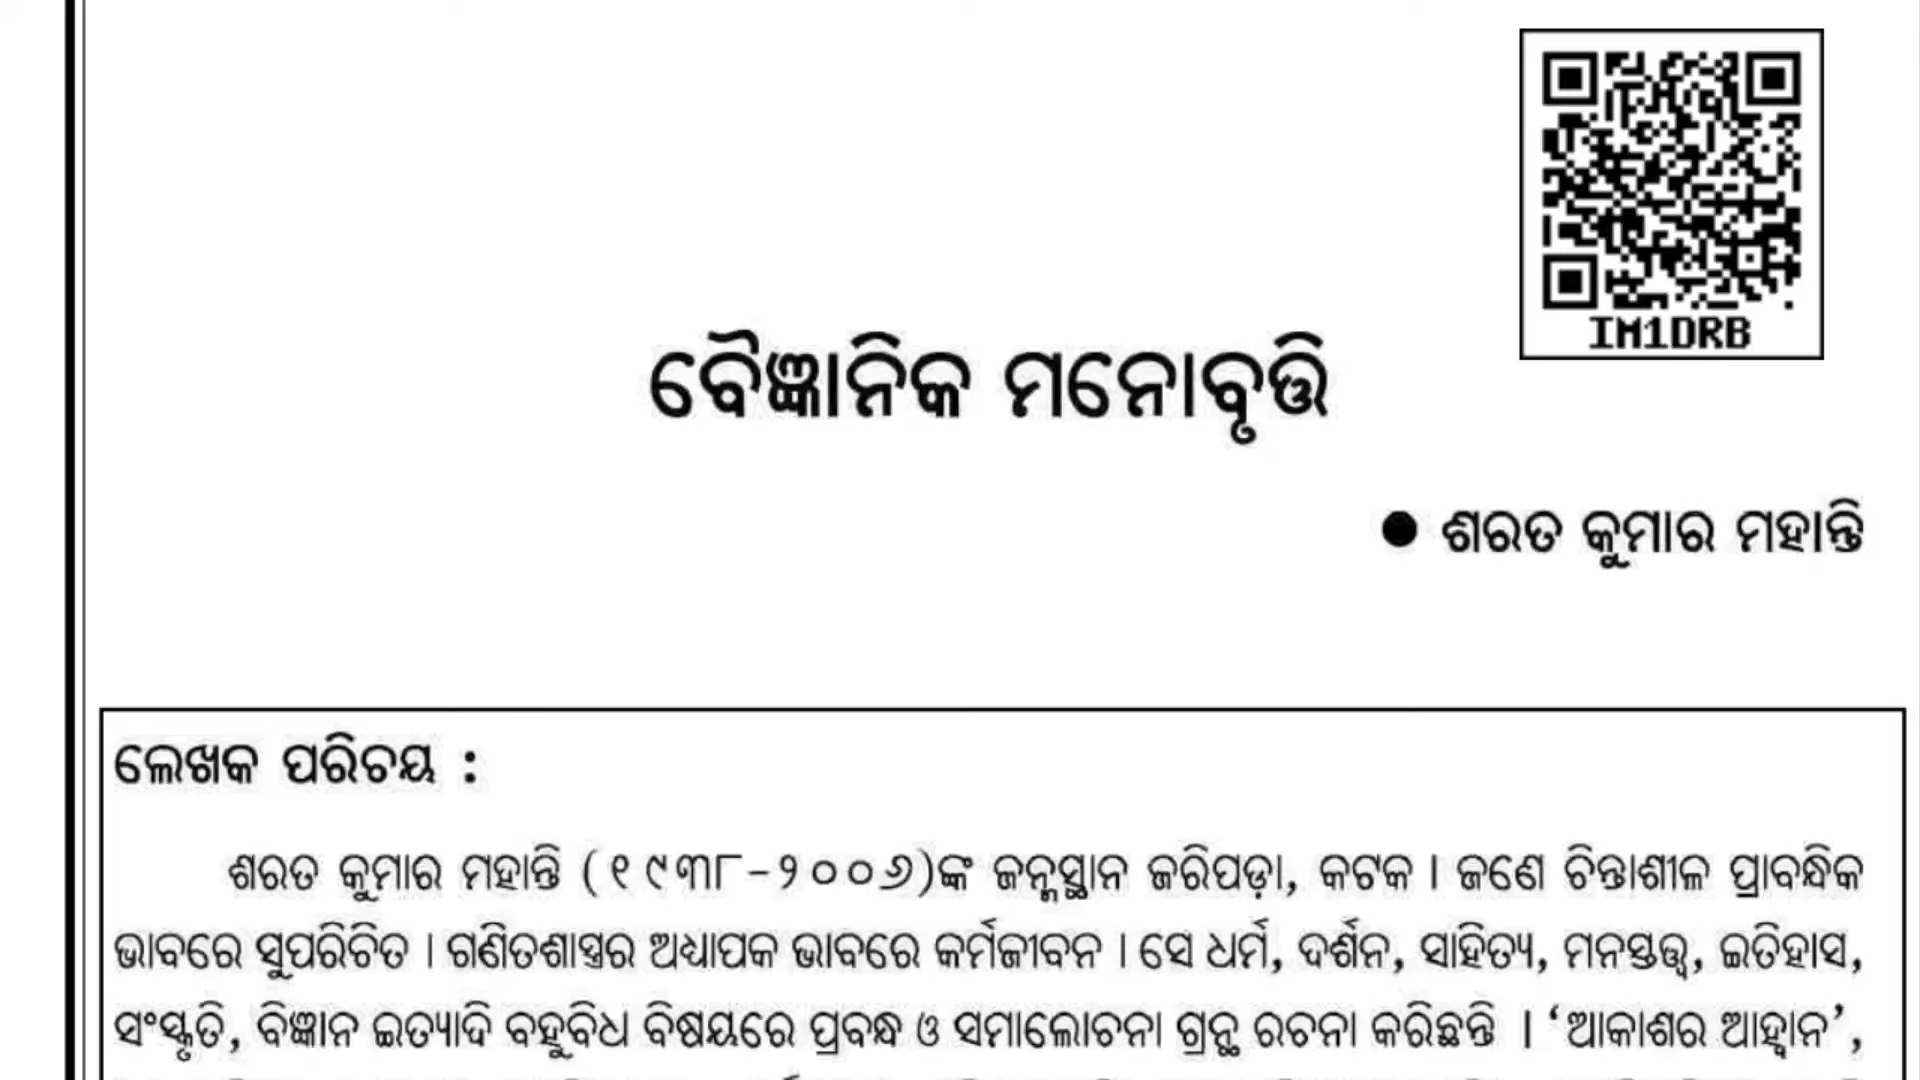 IM1DRB
ବୈଜ୍ଞାନିକ ମନୋବୃତ୍ତି
● ଶରତ କୁମାର ମହାନ୍ତି
ଲେଖକ ପରିଚୟ :
ଶରତ କୁମାର ମହାନ୍ତି (୧୯୩୮-୨୦୦୬)ଙ୍କ ଜନ୍ମସ୍ଥାନ ଜରିପଡ଼ା, କଟକ । ଜଣେ ଚିନ୍ତାଶୀଳ ପ୍ରାବନ୍ଧିକ
ଭାବରେ ସୁପରିଚିତ । ଗଣିତଶାସ୍ତ୍ରର ଅଧ୍ୟାପକ ଭାବରେ କର୍ମଜୀବନ । ସେ ଧର୍ମ, ଦର୍ଶନ, ସାହିତ୍ୟ, ମନସ୍ତତ୍ତ୍ୱ, ଇତିହାସ,
ସଂସ୍କୃତି, ବିଜ୍ଞାନ ଇତ୍ୟାଦି ବହୁବିଧ ବିଷୟରେ ପ୍ରବନ୍ଧ ଓ ସମାଲୋଚନା ଗ୍ରନ୍ଥ ରଚନା କରିଛନ୍ତି । ‘ଆକାଶର ଆହ୍ୱାନ’,